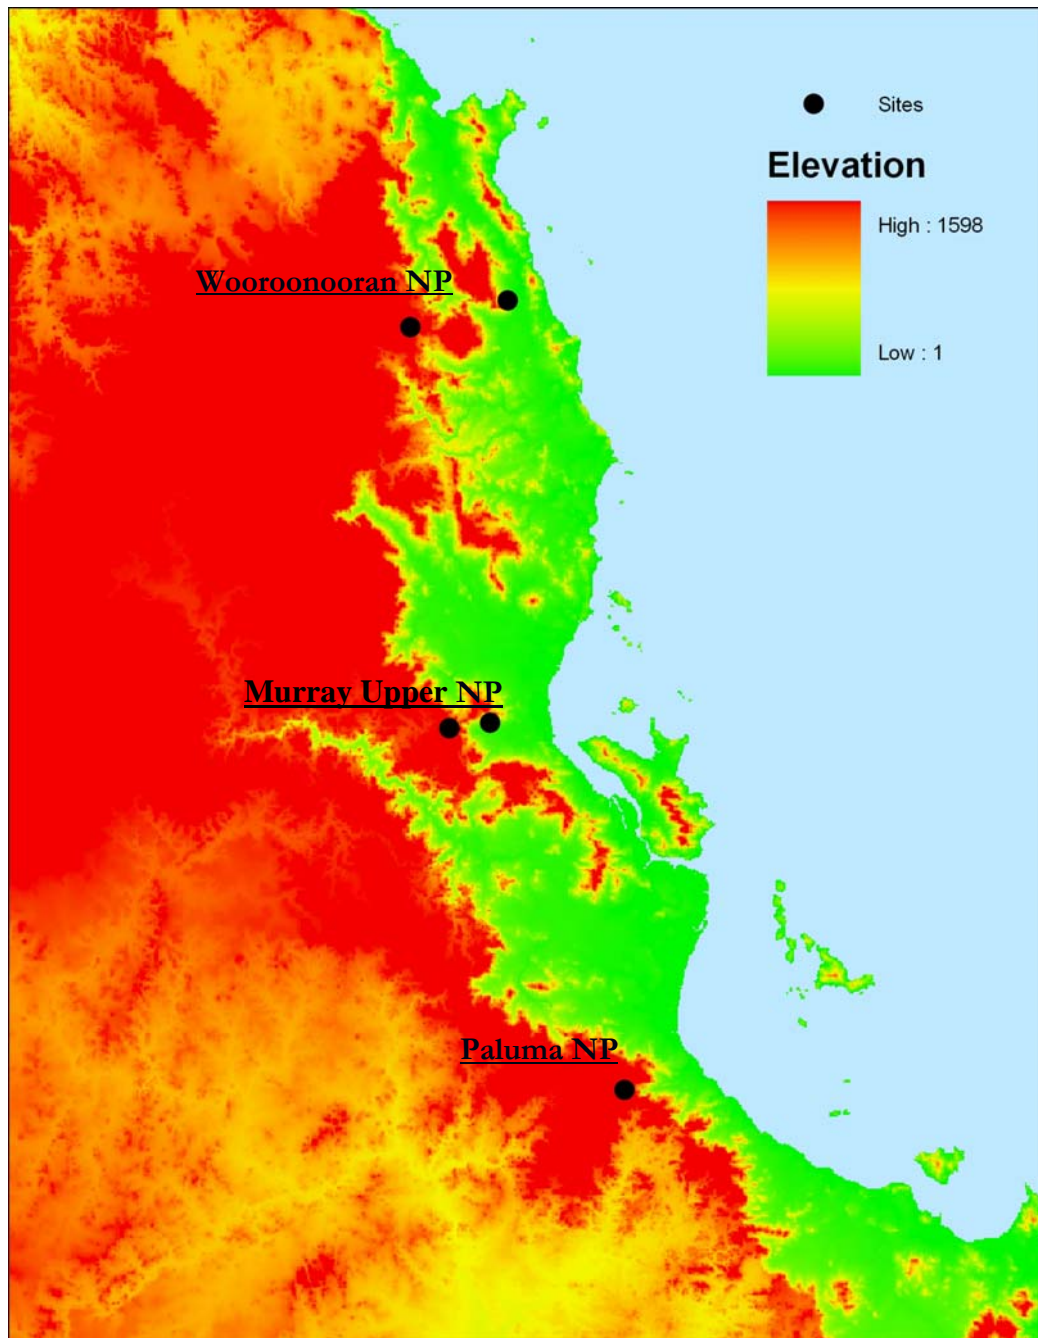 Sites
Elevation
High : 1598
Low : 1
Wooroonooran NP
Murray Upper NP
Paluma NP